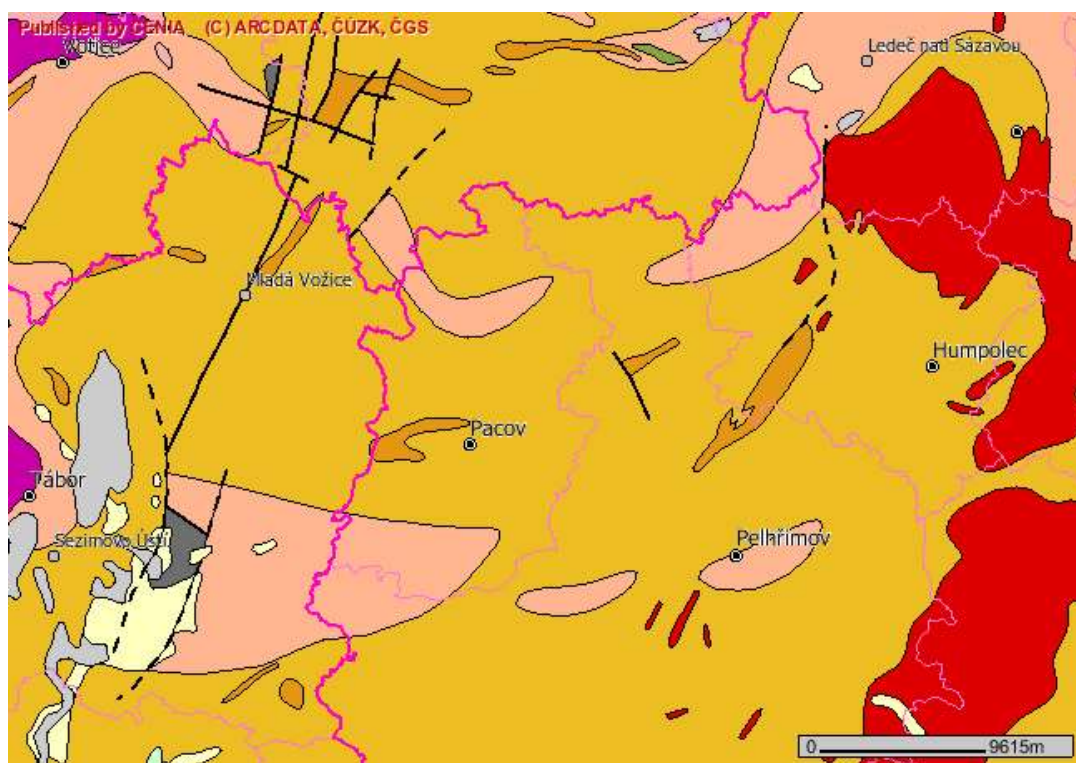 Published by CENIA (C) ARCDATA, ČÚZK, ČGS
Votice
Ledeč nad Sázavou
Mladá Vožice
Humpolec
Pacov
Tábor
Sezimovo Ústí
Pelhřimov
0 9615m